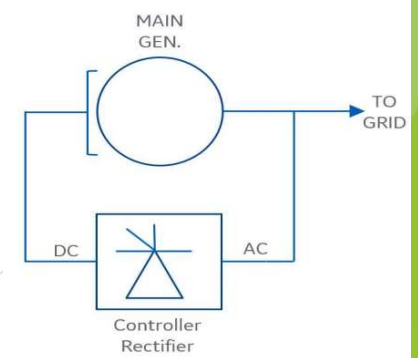 MAIN
GEN.
TO
GRID
DC
AC
Controller
Rectifier